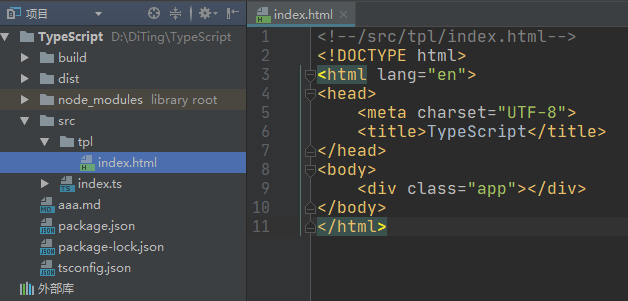 项目
TypeScript D:\DiTing\TypeScript
build
dist
node_modules library root
src
tpl
index.html
index.ts
aaa.md
package.json
package-lock.json
tsconfig.json
外部库
index.html
1 <!--/src/tpl/index.html-->
2 <!DOCTYPE html>
3 <html lang="en">
4 <head>
5 <meta charset="UTF-8">
6 <title>TypeScript</title>
7 </head>
8 <body>
9 <div class="app"></div>
10 </body>
11 </html>